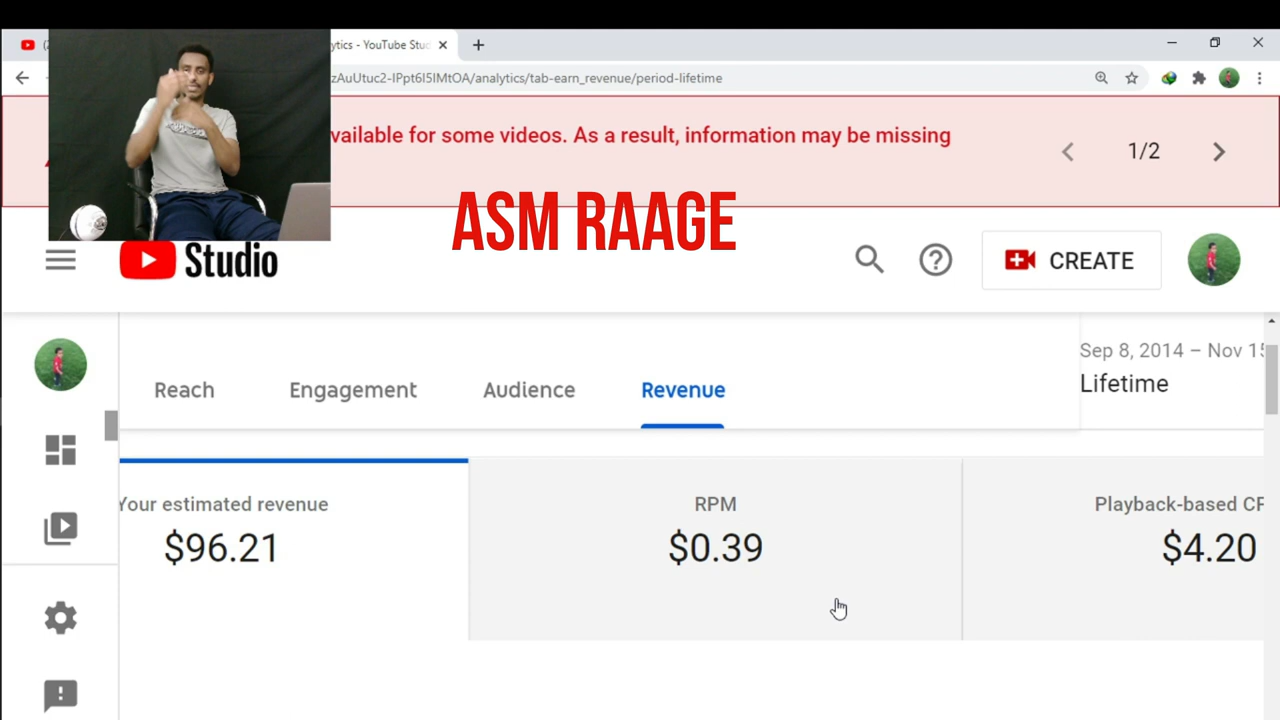 ytics - YouTube Stu
zAuUtuc2-IPpt6I5IMtOA/analytics/tab-earn_revenue/period-lifetime
vailable for some videos. As a result, information may be missing
1/2
ASM RAAGE
Studio
CREATE
Reach
Engagement
Audience
Revenue
Sep 8, 2014 – Nov 15
Lifetime
Your estimated revenue
$96.21
RPM
$0.39
Playback-based CP
$4.20